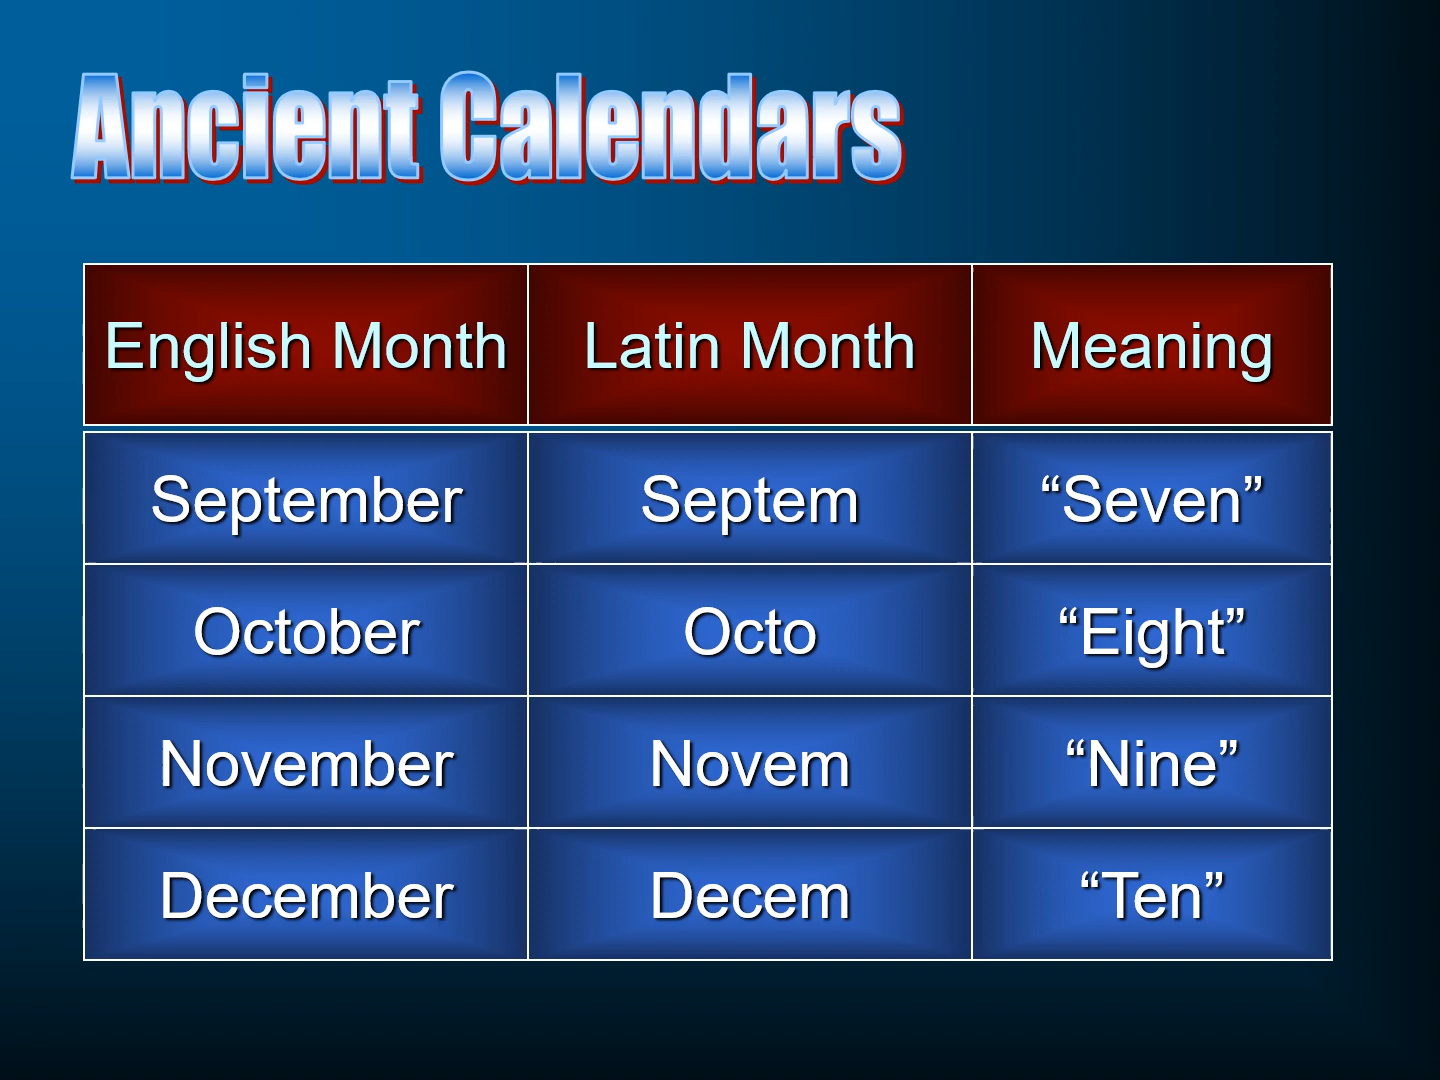 Ancient Calendars
English Month Latin Month Meaning
September Septem “Seven”
October Octo “Eight”
November Novem “Nine”
December Decem “Ten”